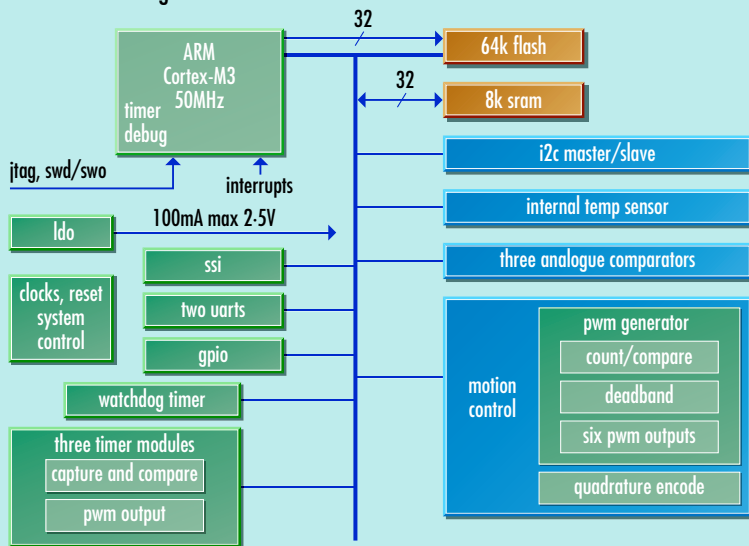 32
ARM
Cortex-M3
50MHz
timer
debug
64k flash
32
8k sram
jtag, swd/swo
interrupts
i2c master/slave
ldo
100mA max 2·5V
internal temp sensor
ssi
three analogue comparators
clocks, reset
system
control
two uarts
gpio
watchdog timer
three timer modules
capture and compare
pwm output
motion
control
pwm generator
count/compare
deadband
six pwm outputs
quadrature encode